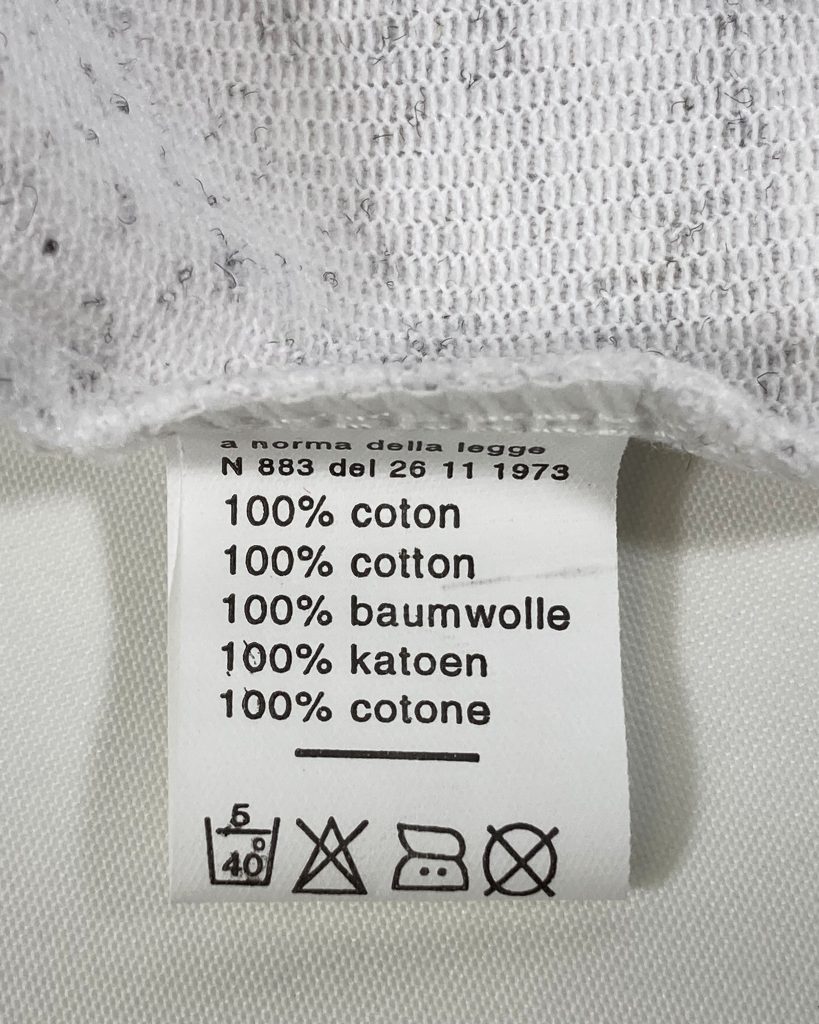 a norma della legge
N 883 del 26 11 1973
100% coton
100% cotton
100% baumwolle
100% katoen
100% cotone
5
40°